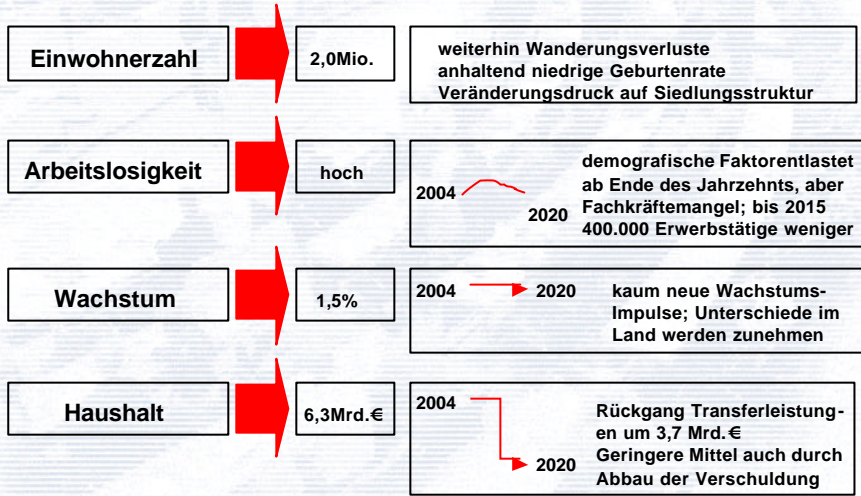 Einwohnerzahl
2,0Mio.
weiterhin Wanderungsverluste
anhaltend niedrige Geburtenrate
Veränderungsdruck auf Siedlungsstruktur
Arbeitslosigkeit
hoch
2004
2020
demografische Faktorentlastet
ab Ende des Jahrzehnts, aber
Fachkräftemangel; bis 2015
400.000 Erwerbstätige weniger
Wachstum
1,5%
2004
2020
kaum neue Wachstums-
Impulse; Unterschiede im
Land werden zunehmen
Haushalt
6,3Mrd.€
2004
2020
Rückgang Transferleistung-
en um 3,7 Mrd.€
Geringere Mittel auch durch
Abbau der Verschuldung